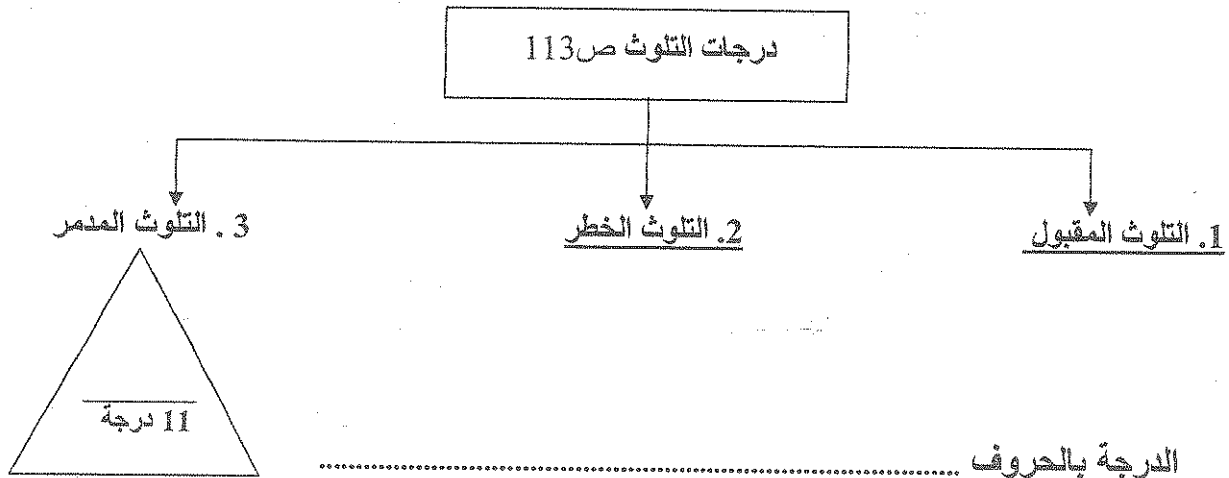 درجات التلوث ص113
1. التلوث المقبول
2. التلوث الخطر
3 . التلوث المدمر
11 درجة
الدرجة بالحروف ........................................................